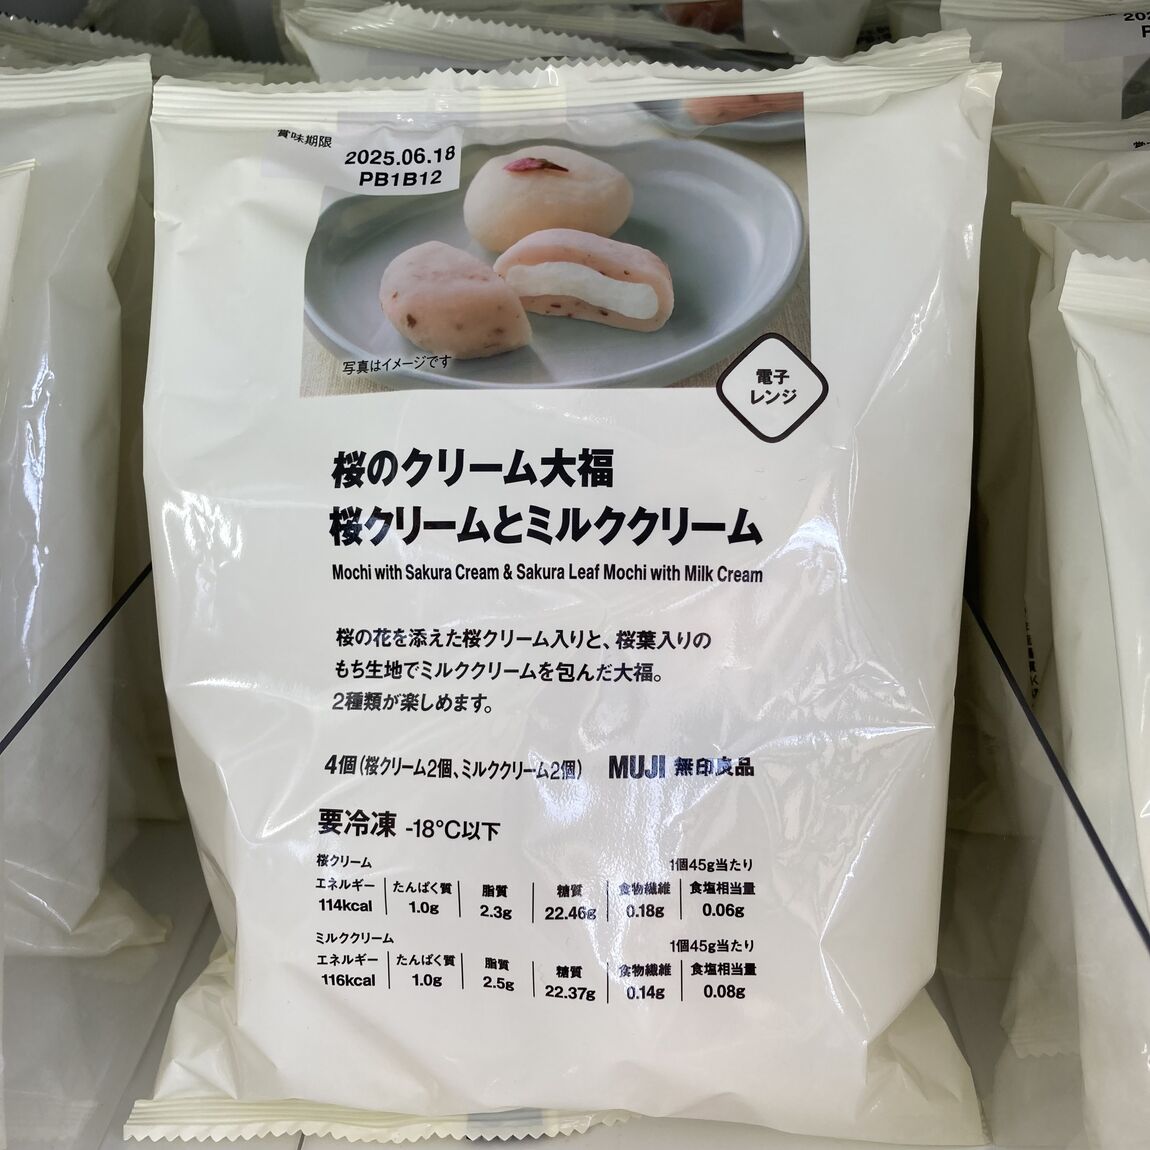 賞味期限
2025.06.18
PB1B12
写真はイメージです
電子
レンジ
桜のクリーム大福
桜クリームとミルククリーム
Mochi with Sakura Cream & Sakura Leaf Mochi with Milk Cream
桜の花を添えた桜クリーム入りと、桜葉入りの
もち生地でミルククリームを包んだ大福。
2種類が楽しめます。
4個(桜クリーム2個、ミルククリーム2個) MUJI 無印良品
要冷凍 -18℃以下
桜クリーム 1個45g当たり
エネルギー たんぱく質 脂質 糖質 食物繊維 食塩相当量
114kcal 1.0g 2.3g 22.46g 0.18g 0.06g
ミルククリーム 1個45g当たり
エネルギー たんぱく質 脂質 糖質 食物繊維 食塩相当量
116kcal 1.0g 2.5g 22.37g 0.14g 0.08g